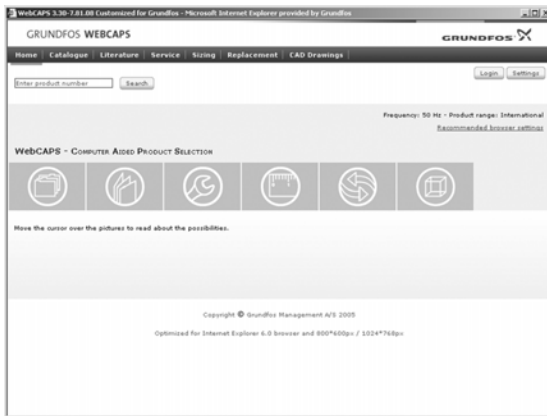 WebCAPS 3.30-7.01.00 Customized for Grundfos - Microsoft Internet Explorer provided by Grundfos
GRUNDFOS WEBCAPS
GRUNDFOS
Home Catalogue Literature Service Sizing Replacement CAD Drawings
Login Settings
Enter product number Search
Frequency: 50 Hz - Product range: International
Recommended browser settings
WebCAPS - Computer Aided Product Selection
Move the cursor over the pictures to read about the possibilities.
Copyright © Grundfos Management A/S 2005
Optimized for Internet Explorer 6.0 browser and 800*600px / 1024*768px